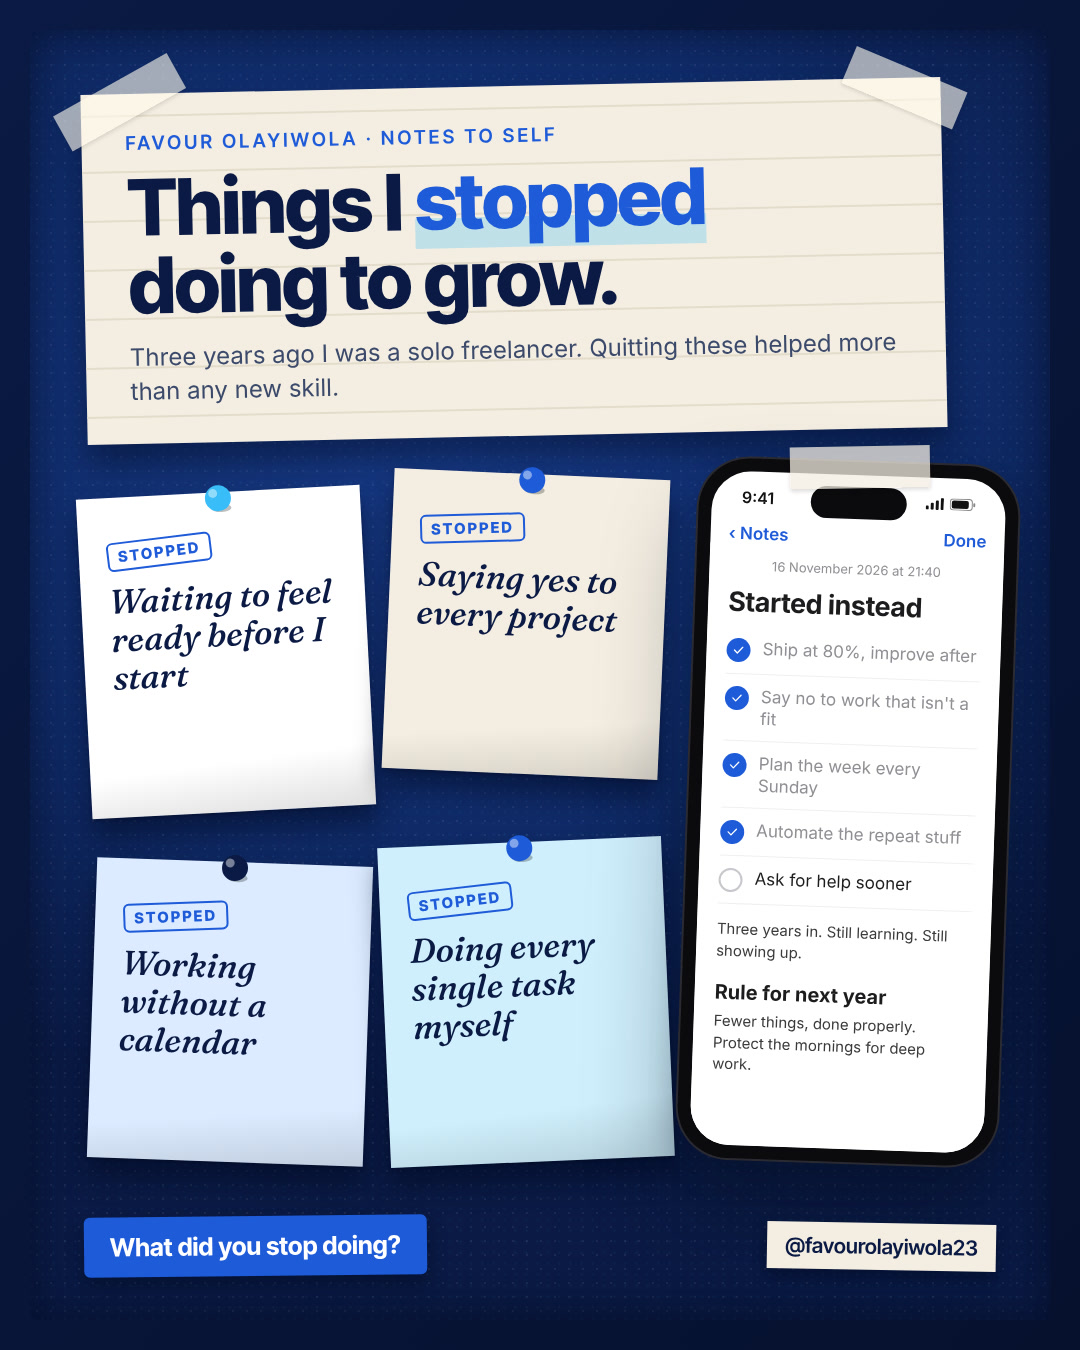 FAVOUR OLAYIWOLA · NOTES TO SELF
Things I stopped
doing to grow.
Three years ago I was a solo freelancer. Quitting these helped more
than any new skill.
STOPPED
Waiting to feel
ready before I
start
STOPPED
Saying yes to
every project
STOPPED
Working
without a
calendar
STOPPED
Doing every
single task
myself
9:41
‹ Notes
Done
16 November 2026 at 21:40
Started instead
Ship at 80%, improve after
Say no to work that isn't a
fit
Plan the week every
Sunday
Automate the repeat stuff
Ask for help sooner
Three years in. Still learning. Still
showing up.
Rule for next year
Fewer things, done properly.
Protect the mornings for deep
work.
What did you stop doing?
@favourolayiwola23